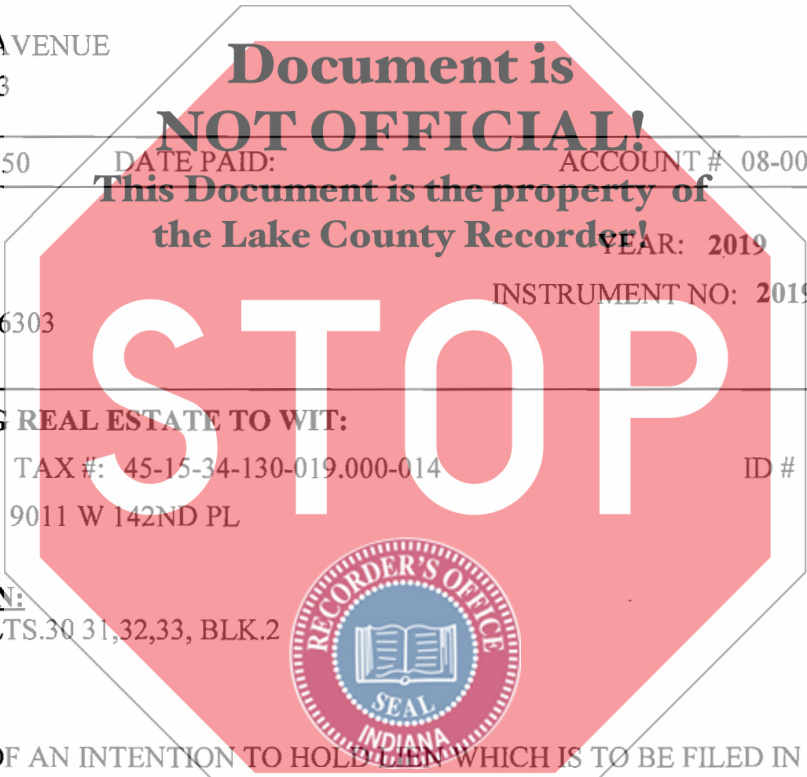 AVENUE
3
Document is
NOT OFFICIAL!
50 DATE PAID: ACCOUNT # 08-00
This Document is the property of
the Lake County Recorder!
YEAR: 2019
INSTRUMENT NO: 2019
6303
STOP
G REAL ESTATE TO WIT:
TAX #: 45-15-34-130-019.000-014 ID #
9011 W 142ND PL
N:
LTS.30 31,32,33, BLK.2
RECORDER'S OFFICE
SEAL
INDIANA
OF AN INTENTION TO HOLD LIEN WHICH IS TO BE FILED IN